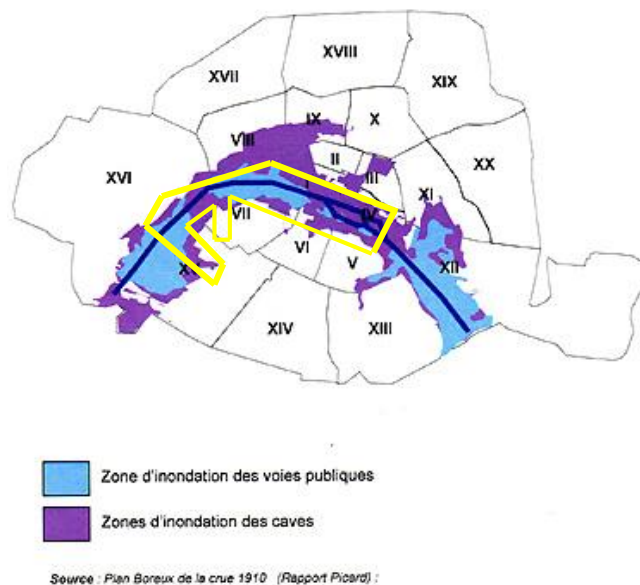 XVIII
XVII
XIX
IX
X
VIII
II
XVI
III
XX
XI
I
VII
IV
VI
V
XII
XIV
XIII
Zone d'inondation des voies publiques
Zones d'inondation des caves
Source : Plan Boreux de la crue 1910 (Rapport Picard) :